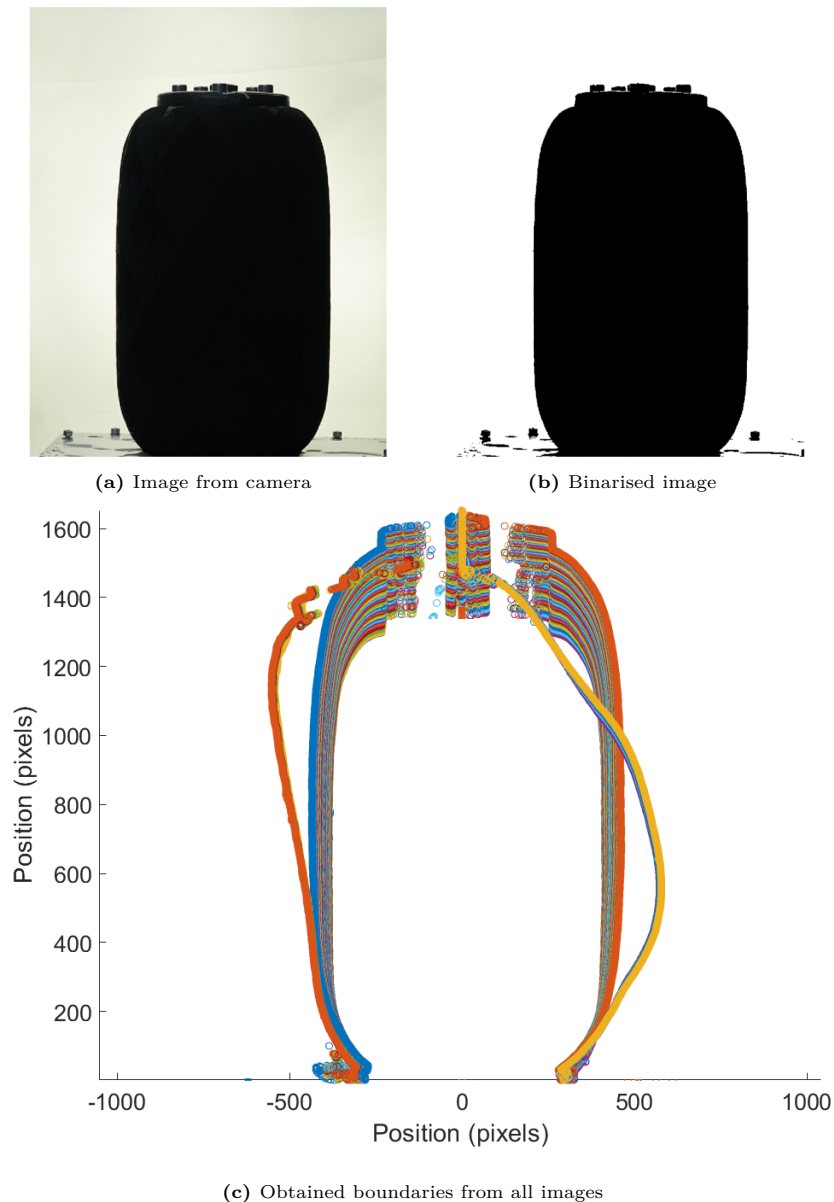 (a) Image from camera
(b) Binarised image
1600
1400
1200
1000
800
600
400
200
Position (pixels)
-1000
-500
0
500
1000
Position (pixels)
(c) Obtained boundaries from all images